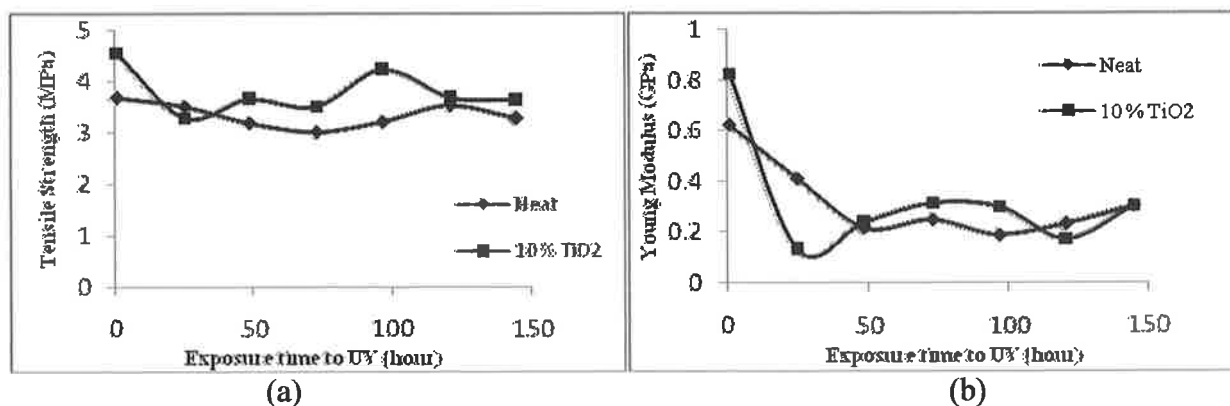 5
4
3
2
1
0
Tensile Strength (MPa)
Neat
10%TiO2
0
50
100
150
Exposure time to UV (hour)
(a)
1
0.8
0.6
0.4
0.2
0
Young Modulus (GPa)
Neat
10%TiO2
0
50
100
150
Exposure time to UV (hour)
(b)